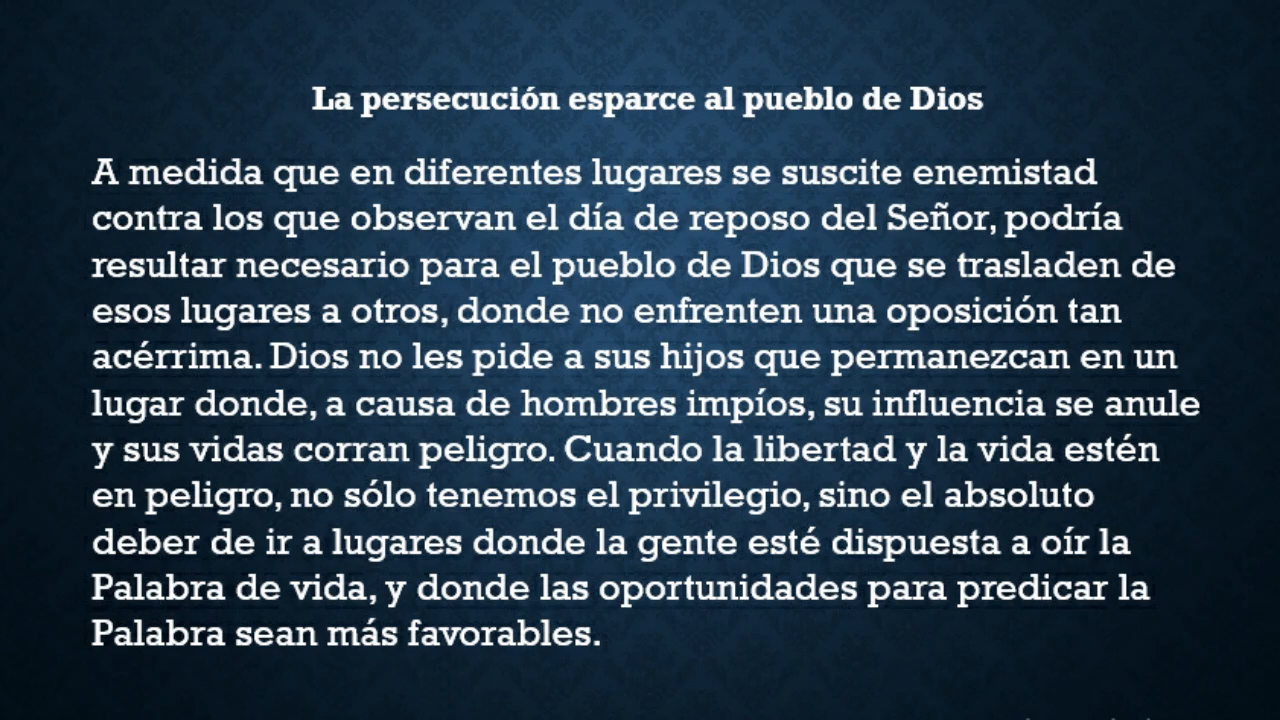 La persecución esparce al pueblo de Dios
A medida que en diferentes lugares se suscite enemistad
contra los que observan el día de reposo del Señor, podría
resultar necesario para el pueblo de Dios que se trasladen de
esos lugares a otros, donde no enfrenten una oposición tan
acérrima. Dios no les pide a sus hijos que permanezcan en un
lugar donde, a causa de hombres impíos, su influencia se anule
y sus vidas corran peligro. Cuando la libertad y la vida estén
en peligro, no sólo tenemos el privilegio, sino el absoluto
deber de ir a lugares donde la gente esté dispuesta a oír la
Palabra de vida, y donde las oportunidades para predicar la
Palabra sean más favorables.